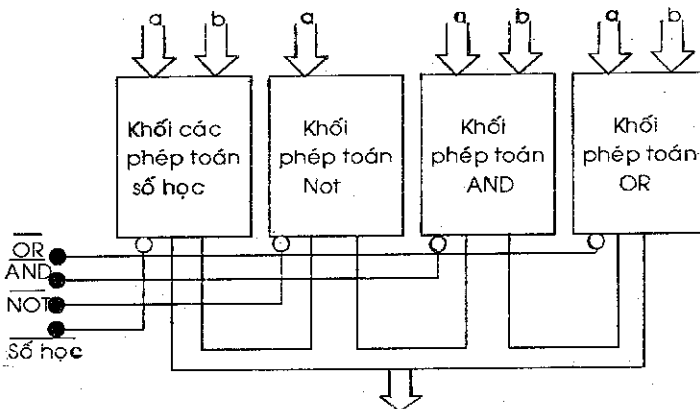 a b a a b a b
Khối các
phép toán
số học
Khối
phép toán
Not
Khối
phép toán
AND
Khối
phép toán
OR
OR
AND
NOT
Số học